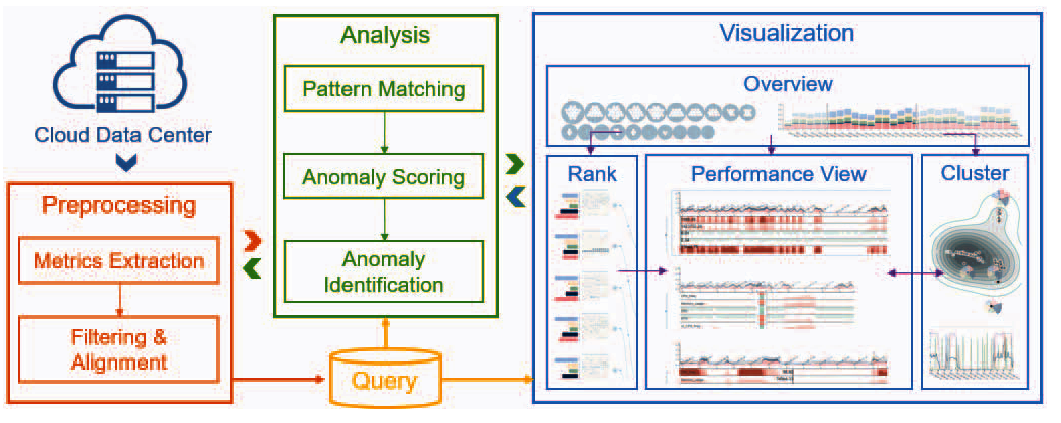 Cloud Data Center
Preprocessing
Metrics Extraction
Filtering &
Alignment
Analysis
Pattern Matching
Anomaly Scoring
Anomaly
Identification
Query
Visualization
Overview
Rank
Performance View
Cluster